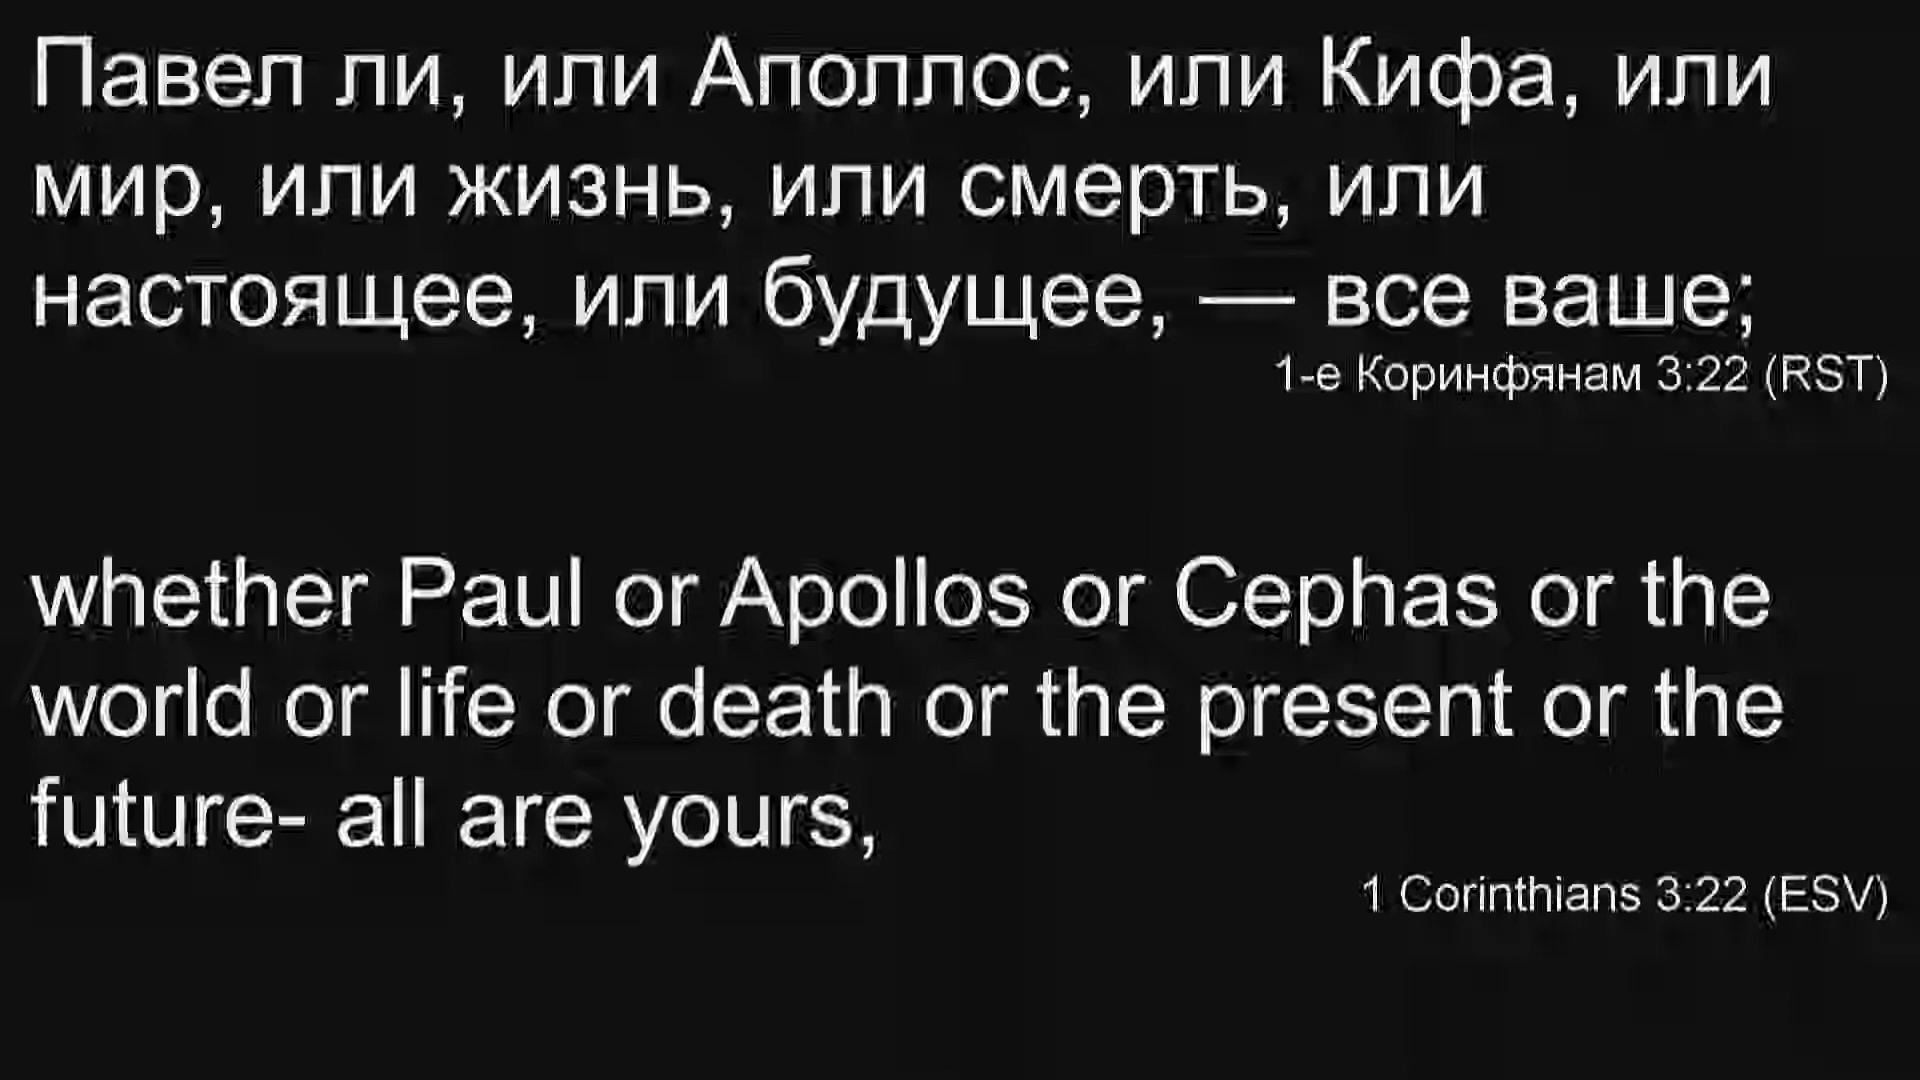 Павел ли, или Аполлос, или Кифа, или
мир, или жизнь, или смерть, или
настоящее, или будущее, — все ваше;
1-е Коринфянам 3:22 (RST)
whether Paul or Apollos or Cephas or the
world or life or death or the present or the
future- all are yours,
1 Corinthians 3:22 (ESV)